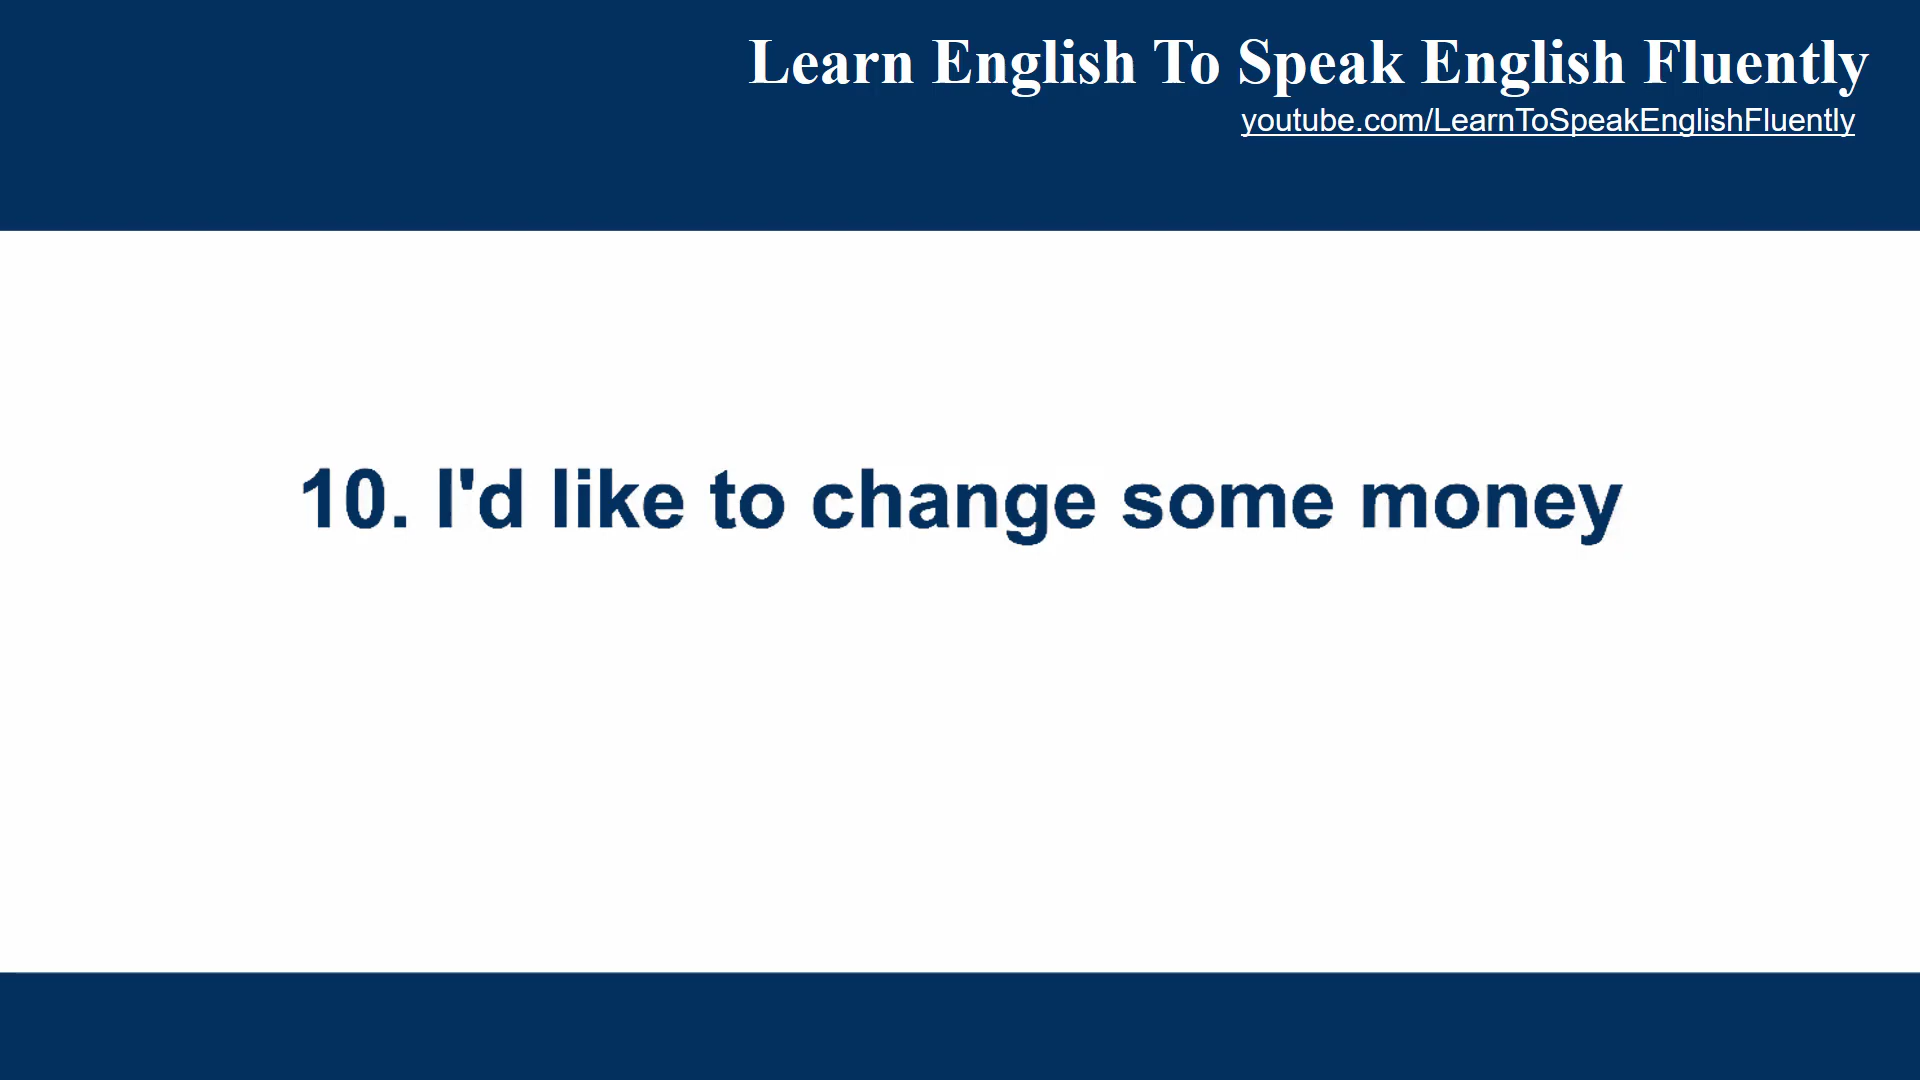 Learn English To Speak English Fluently
youtube.com/LearnToSpeakEnglishFluently
10. I'd like to change some money